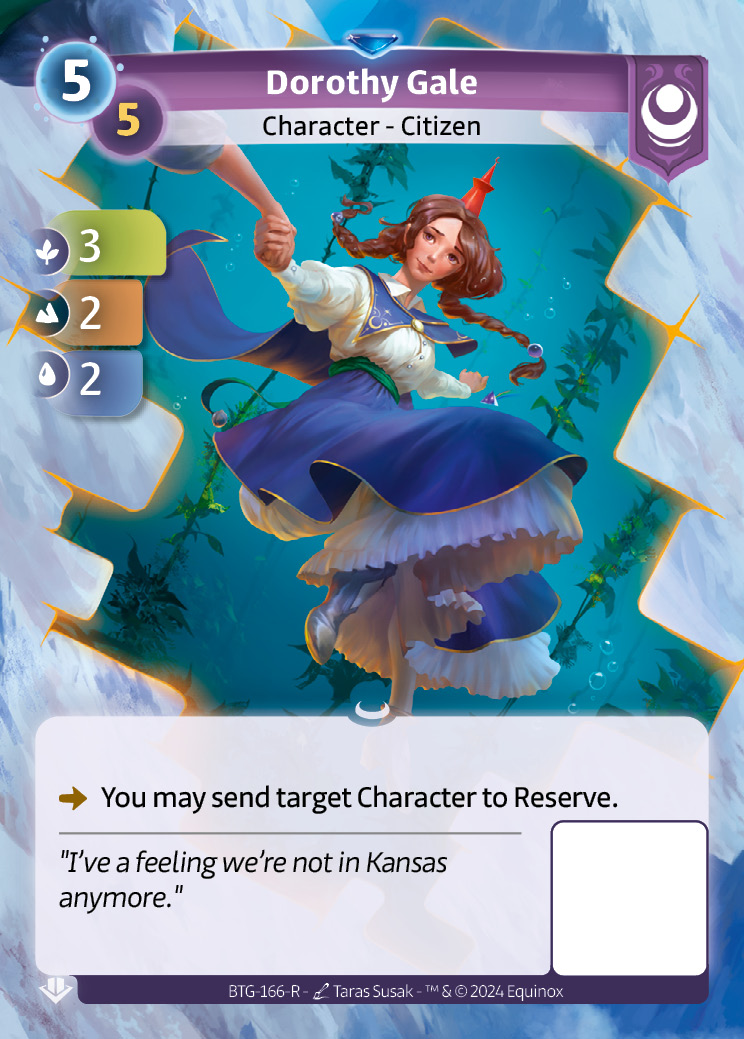 5
Dorothy Gale
5
Character - Citizen
3
2
2
You may send target Character to Reserve.
"I've a feeling we're not in Kansas
anymore."
BTG-166-R - Taras Susak - ™ & © 2024 Equinox